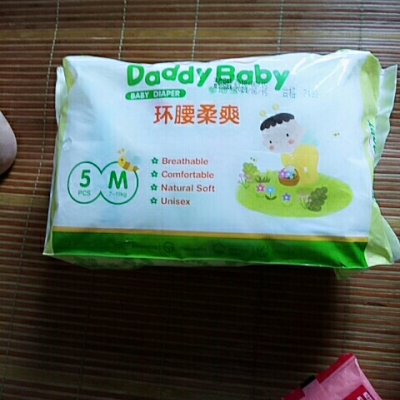 Daddy Baby
BABY DIAPER
环腰柔爽
Breathable
Comfortable
Natural Soft
Unisex
5
PCS
M